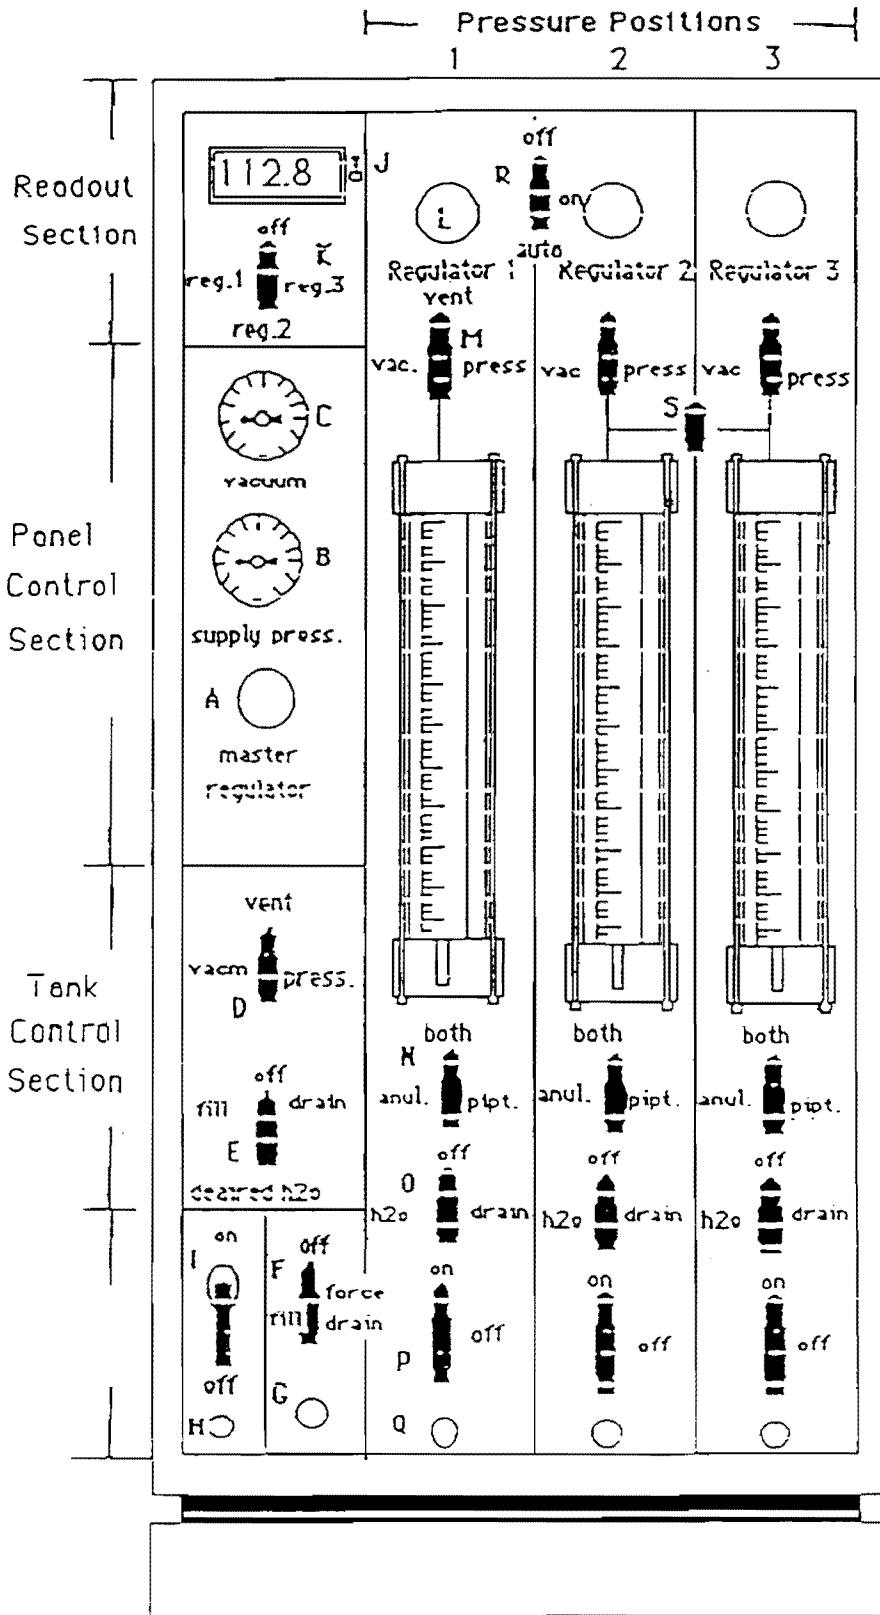 Pressure Positions
1 2 3
Readout
Section
112.8
J
off
K
reg.1 reg.3
reg.2
off
R
on
auto
L
Regulator 1 Regulator 2 Regulator 3
vent
M
vac. press vac press vac press
S
Panel
Control
Section
C
vacuum
B
supply press.
A
master
regulator
Tank
Control
Section
vent
vacm press.
D
off
fill drain
E
deaired h2o
both both both
N
anul. pipt. anul. pipt. anul. pipt.
off off off
O
h2o drain h2o drain h2o drain
on on on
P
off off off
Q
on
I
off
H
off
F
force
fill drain
G